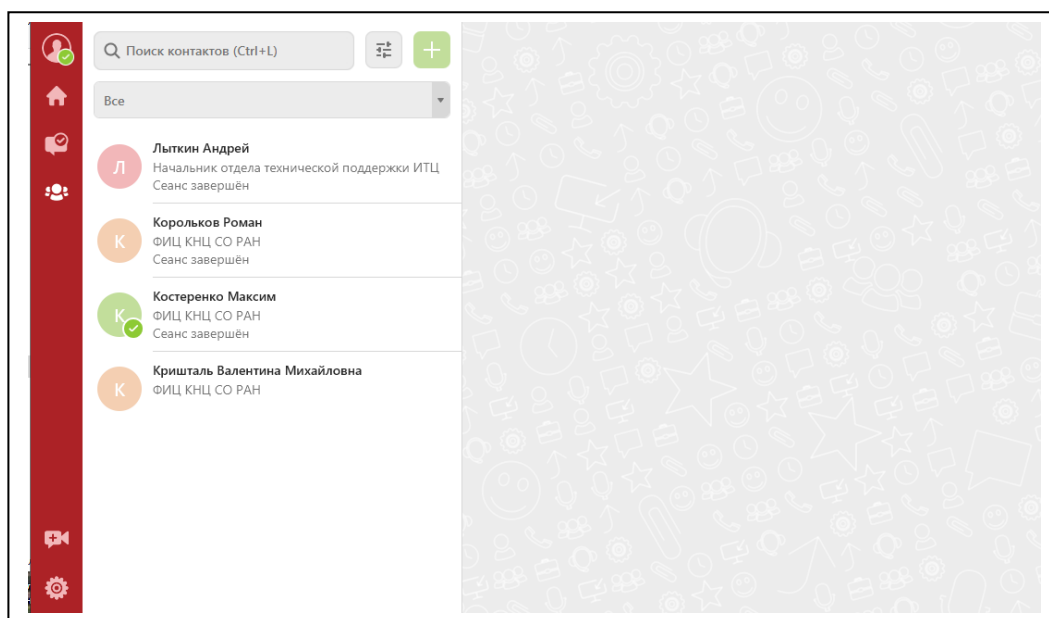 Поиск контактов (Ctrl+L)
Все
Л
Лыткин Андрей
Начальник отдела технической поддержки ИТЦ
Сеанс завершён
К
Корольков Роман
ФИЦ КНЦ СО РАН
Сеанс завершён
К
Костеренко Максим
ФИЦ КНЦ СО РАН
Сеанс завершён
К
Кришталь Валентина Михайловна
ФИЦ КНЦ СО РАН